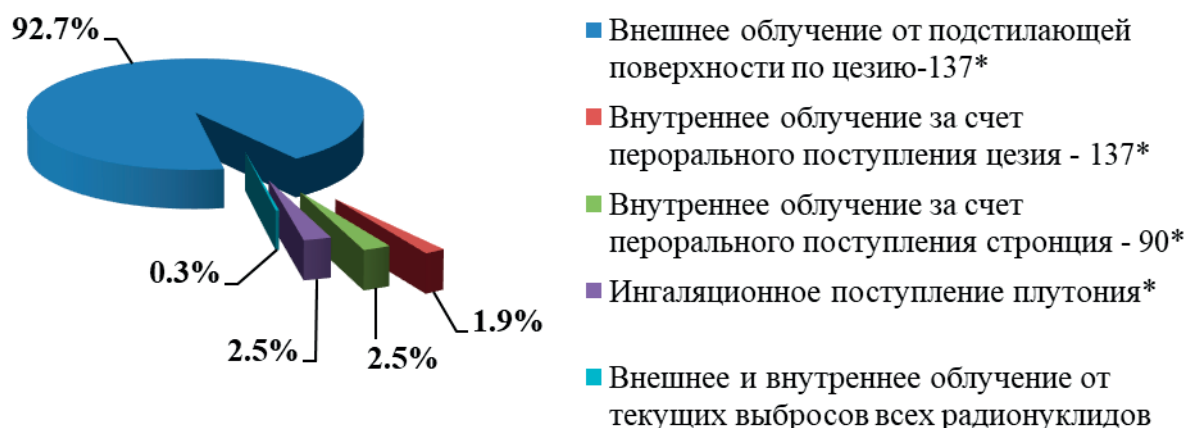 92.7%
0.3%
2.5%
2.5%
1.9%
Внешнее облучение от подстилающей
поверхности по цезию-137*
Внутреннее облучение за счет
перорального поступления цезия - 137*
Внутреннее облучение за счет
перорального поступления стронция - 90*
Ингаляционное поступление плутония*
Внешнее и внутреннее облучение от
текущих выбросов всех радионуклидов